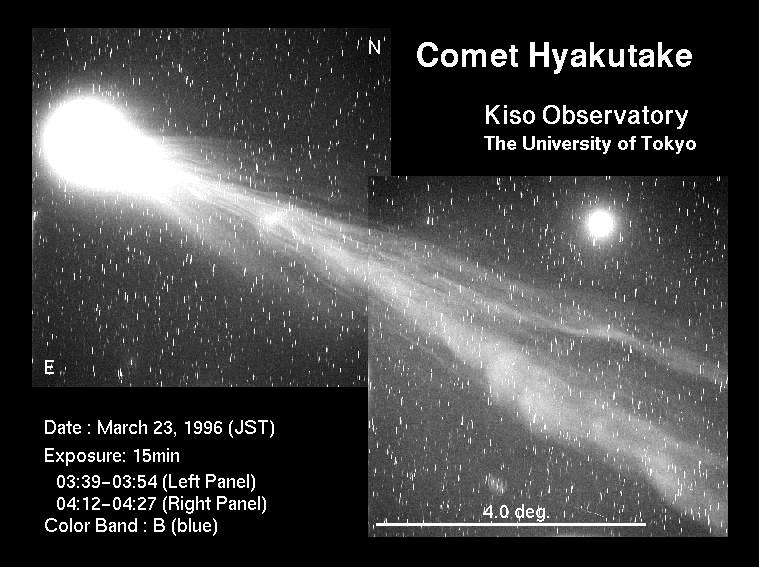 N
Comet Hyakutake
Kiso Observatory
The University of Tokyo
E
Date : March 23, 1996 (JST)
Exposure: 15min
03:39-03:54 (Left Panel)
04:12-04:27 (Right Panel)
Color Band : B (blue)
4.0 deg.